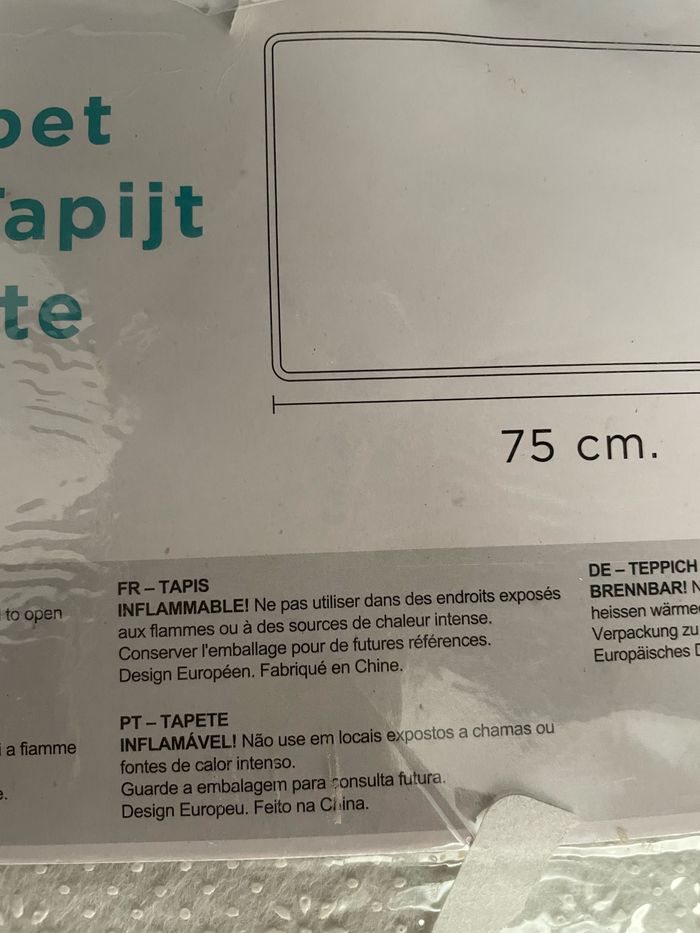 pet
Tapijt
te
75 cm.
to open
i a fiamme
e.
FR – TAPIS
INFLAMMABLE! Ne pas utiliser dans des endroits exposés
aux flammes ou à des sources de chaleur intense.
Conserver l'emballage pour de futures références.
Design Européen. Fabriqué en Chine.
PT – TAPETE
INFLAMÁVEL! Não use em locais expostos a chamas ou
fontes de calor intenso.
Guarde a embalagem para consulta futura.
Design Europeu. Feito na China.
DE – TEPPICH
BRENNBAR! N
heissen wärme
Verpackung zu
Europäisches D